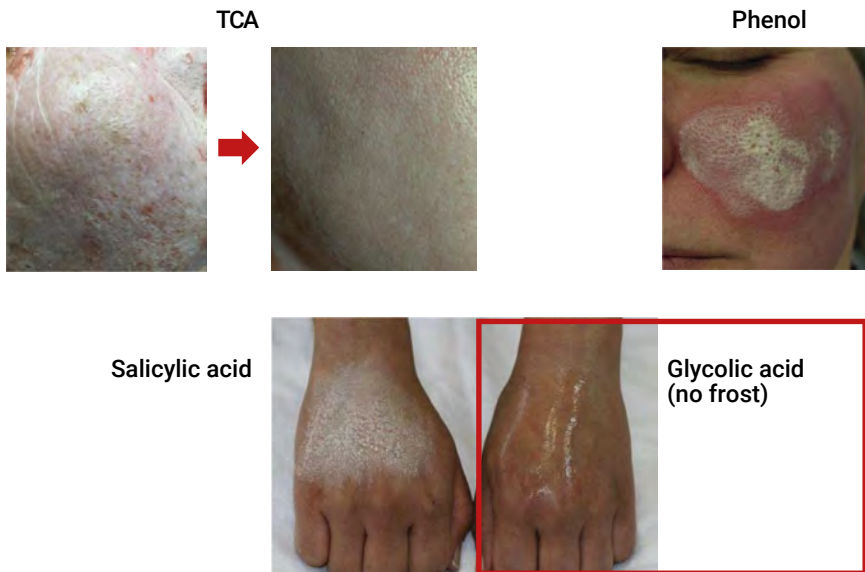 TCA
Phenol
Salicylic acid
Glycolic acid
(no frost)